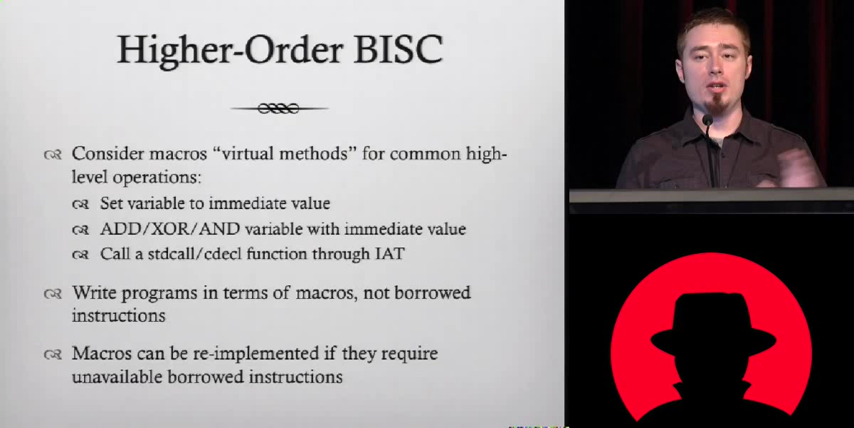 Higher-Order BISC
Consider macros “virtual methods” for common high-
level operations:
Set variable to immediate value
ADD/XOR/AND variable with immediate value
Call a stdcall/cdecl function through IAT
Write programs in terms of macros, not borrowed
instructions
Macros can be re-implemented if they require
unavailable borrowed instructions